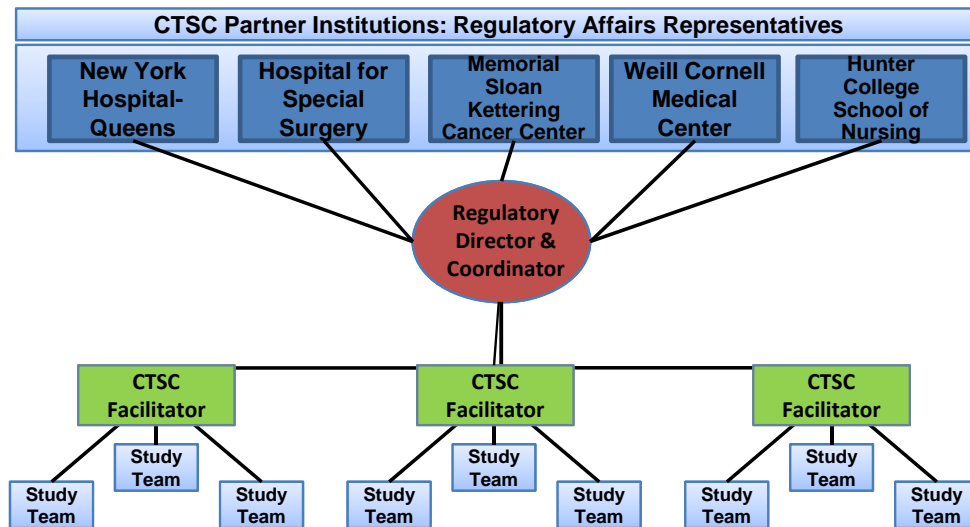 CTSC Partner Institutions: Regulatory Affairs Representatives
New York
Hospital-
Queens
Hospital for
Special
Surgery
Memorial
Sloan
Kettering
Cancer Center
Weill Cornell
Medical
Center
Hunter
College
School of
Nursing
Regulatory
Director &
Coordinator
CTSC
Facilitator
CTSC
Facilitator
CTSC
Facilitator
Study
Team
Study
Team
Study
Team
Study
Team
Study
Team
Study
Team
Study
Team
Study
Team
Study
Team